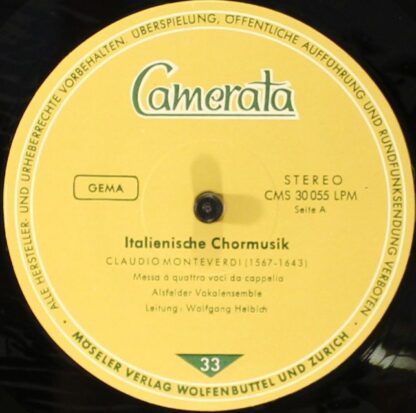 ALLE HERSTELLER- UND URHEBERRECHTE VORBEHALTEN. ÜBERSPIELUNG, ÖFFENTLICHE AUFFÜHRUNG UND RUNDFUNKSENDUNG VERBOTEN
Camerata
GEMA
STEREO
CMS 30 055 LPM
Seite A
Italienische Chormusik
CLAUDIO MONTEVERDI (1567-1643)
Messa à quattro voci da cappella
Alsfelder Vokalensemble
Leitung: Wolfgang Helbich
33
• MÖSELER VERLAG WOLFENBÜTTEL UND ZÜRICH •